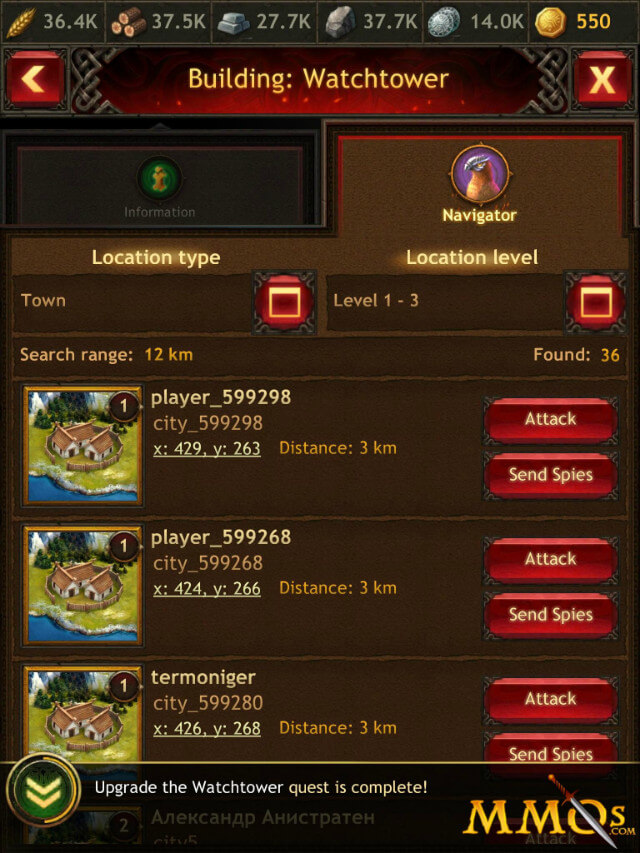 36.4K 37.5K 27.7K 37.7K 14.0K 550
Building: Watchtower
X
Information
Navigator
Location type Location level
Town Level 1 - 3
Search range: 12 km Found: 36
1 player_599298
city_599298
Attack
x: 429, y: 263 Distance: 3 km
Send Spies
1 player_599268
city_599268
Attack
x: 424, y: 266 Distance: 3 km
Send Spies
1 termoniger
city_599280
Attack
x: 426, y: 268 Distance: 3 km
Send Spies
Upgrade the Watchtower quest is complete!
MMOs.com
2 Александр Анистратен
city5
Attack